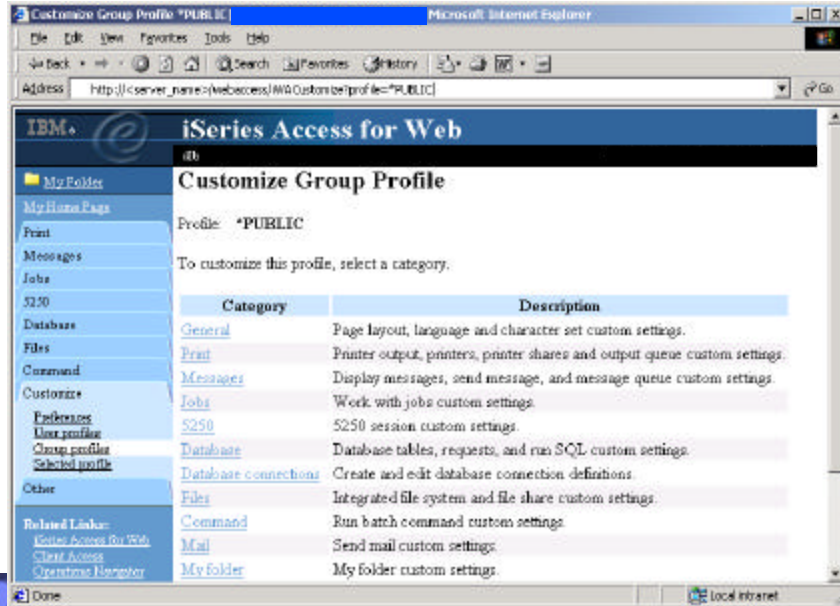 Customize Group Profile *PUBLIC
Microsoft Internet Explorer
File Edit View Favorites Tools Help
Back Search Favorites History
Address http://<server_name>/webaccess/iWACustomize?profile=*PUBLIC Go
IBM iSeries Access for Web
My Folder
My Home Page
Print
Messages
Jobs
5250
Database
Files
Command
Customize
Preferences
User profiles
Group profiles
Selected profile
Other
Related Links:
iSeries Access for Web
Client Access
Operations Navigator
Customize Group Profile
Profile: *PUBLIC
To customize this profile, select a category.
Category Description
General Page layout, language and character set custom settings.
Print Printer output, printers, printer shares and output queue custom settings.
Messages Display messages, send message, and message queue custom settings.
Jobs Work with jobs custom settings.
5250 5250 session custom settings.
Database Database tables, requests, and run SQL custom settings.
Database connections Create and edit database connection definitions.
Files Integrated file system and file share custom settings.
Command Run batch command custom settings.
Mail Send mail custom settings.
My folder My folder custom settings.
Done Local intranet